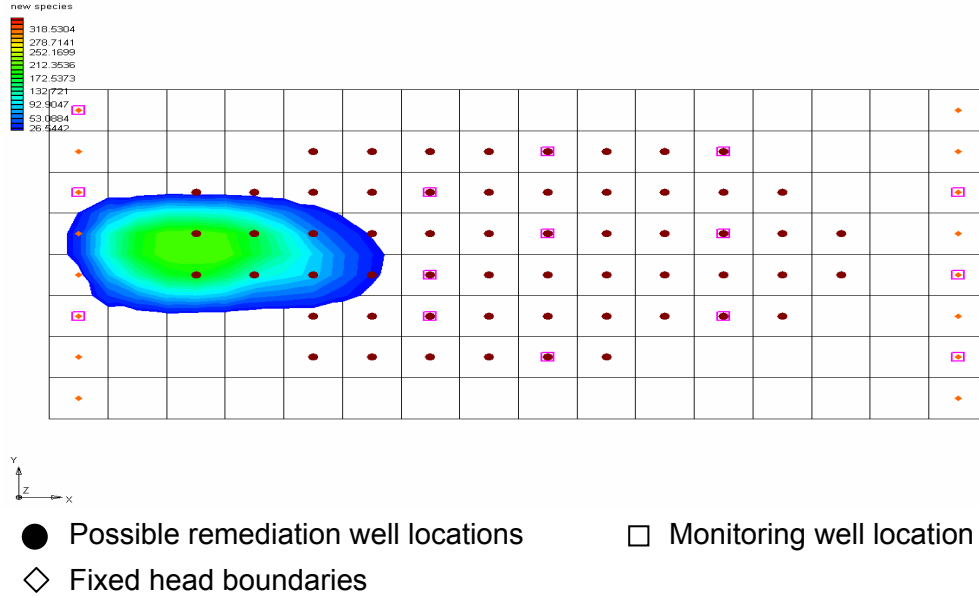 new species
318.5304
278.7141
252.1699
212.3536
172.5373
132.721
92.9047
53.0884
26.5442
Y
Z
X
Possible remediation well locations
Monitoring well location
Fixed head boundaries